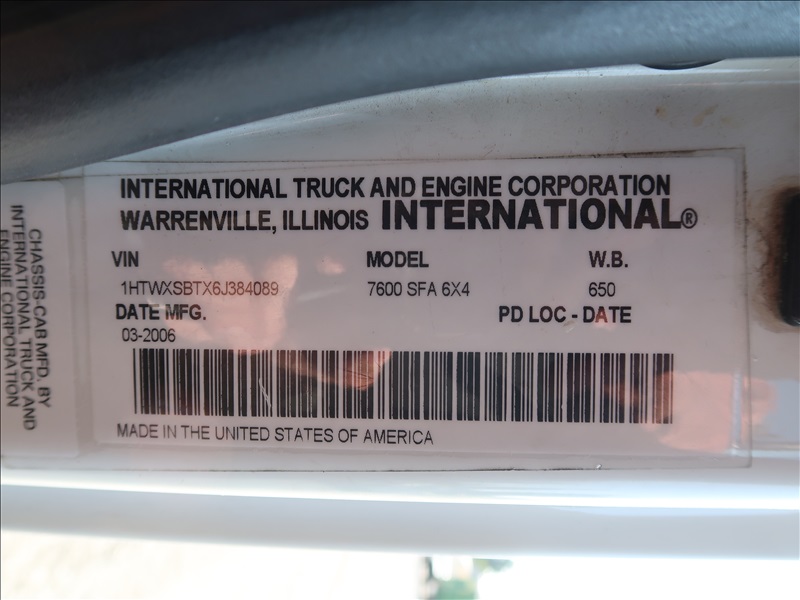 INTERNATIONAL TRUCK AND ENGINE CORPORATION
WARRENVILLE, ILLINOIS INTERNATIONAL®
VIN MODEL W.B.
1HTWXSBTX6J384089 7600 SFA 6X4 650
DATE MFG. PD LOC - DATE
03-2006
MADE IN THE UNITED STATES OF AMERICA
CHASSIS-CAB MFD. BY
INTERNATIONAL TRUCK AND
ENGINE CORPORATION